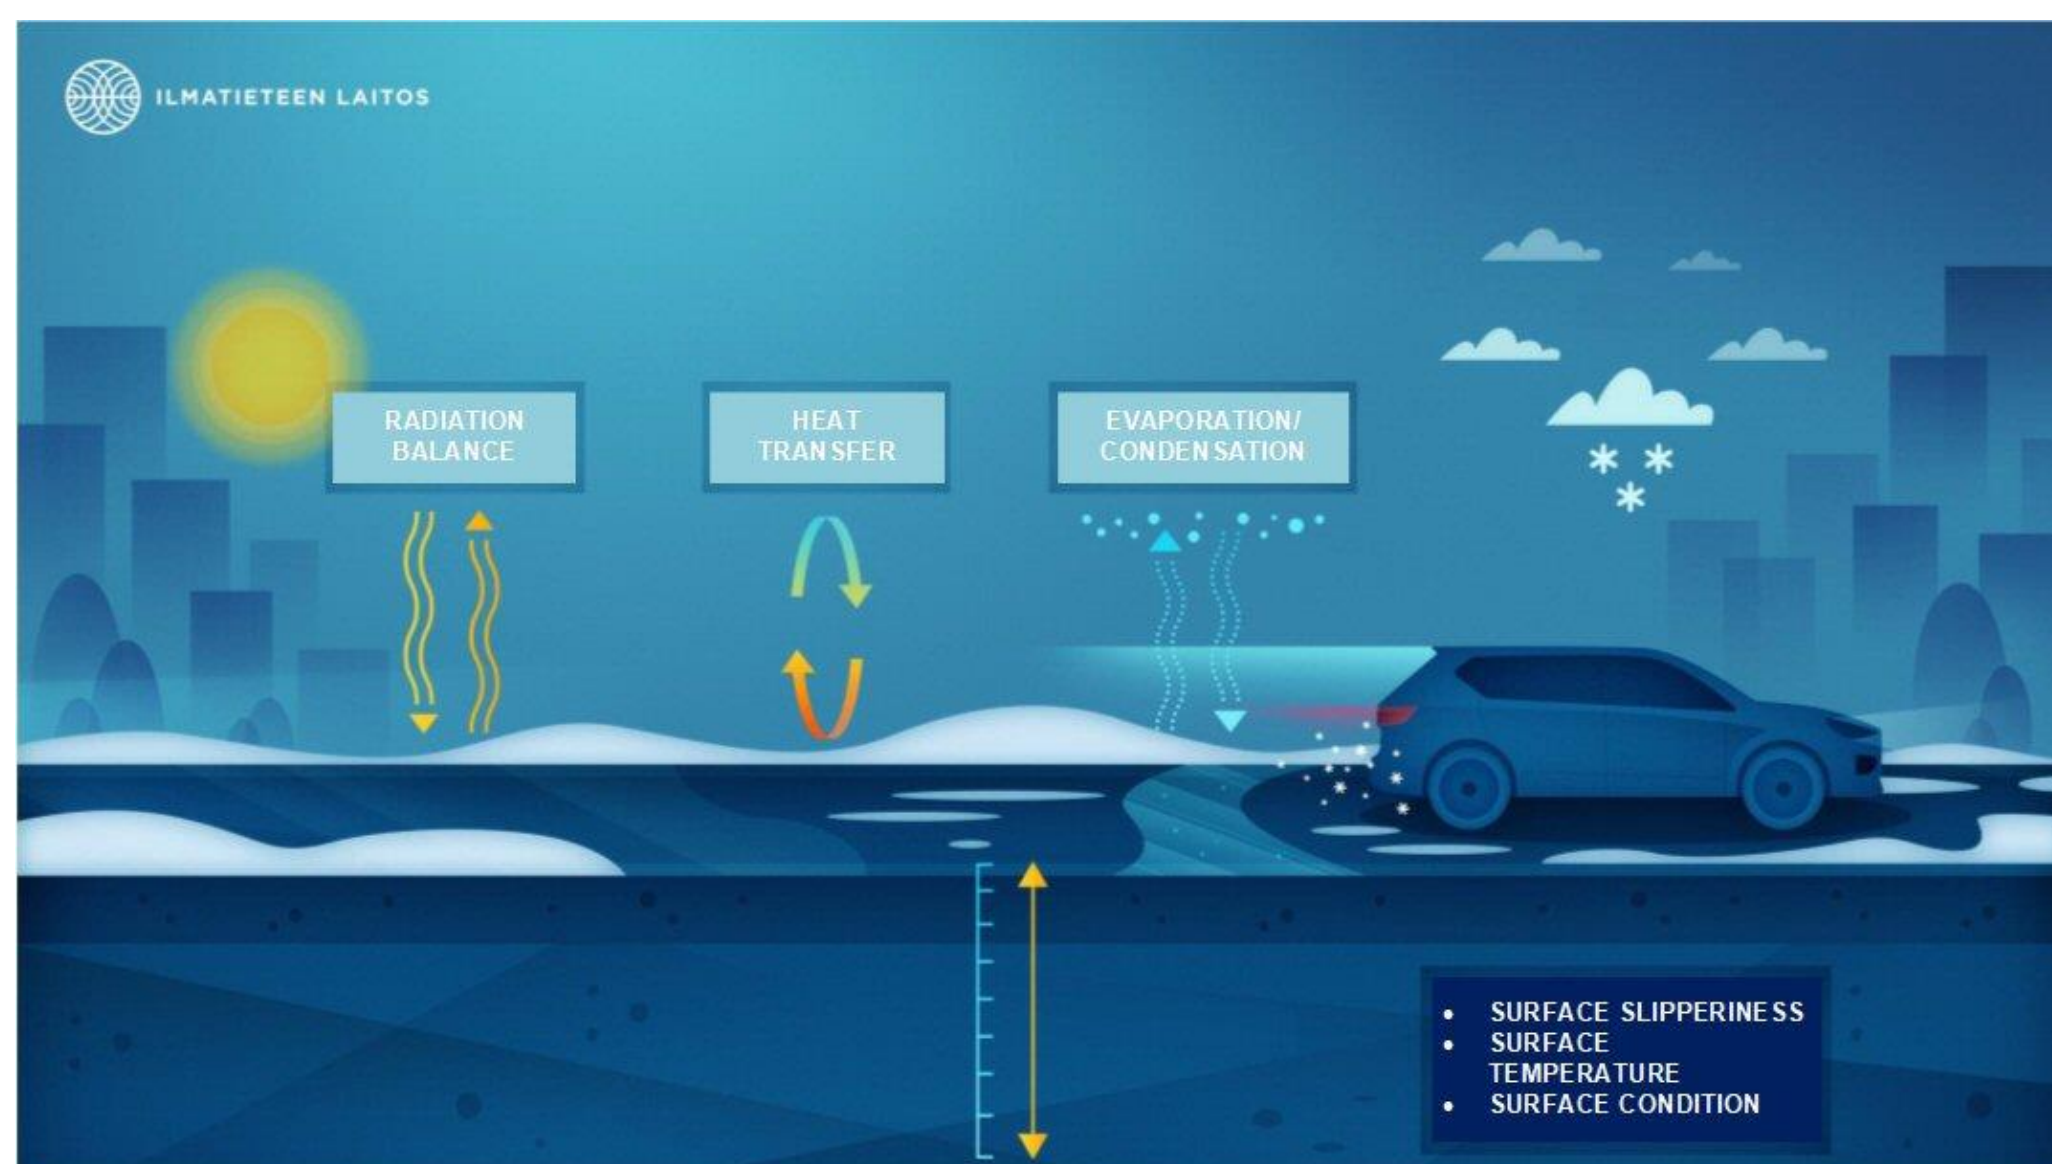 ILMATIETEEN LAITOS
RADIATION
BALANCE
HEAT
TRANSFER
EVAPORATION/
CONDENSATION
• SURFACE SLIPPERINESS
• SURFACE
TEMPERATURE
• SURFACE CONDITION